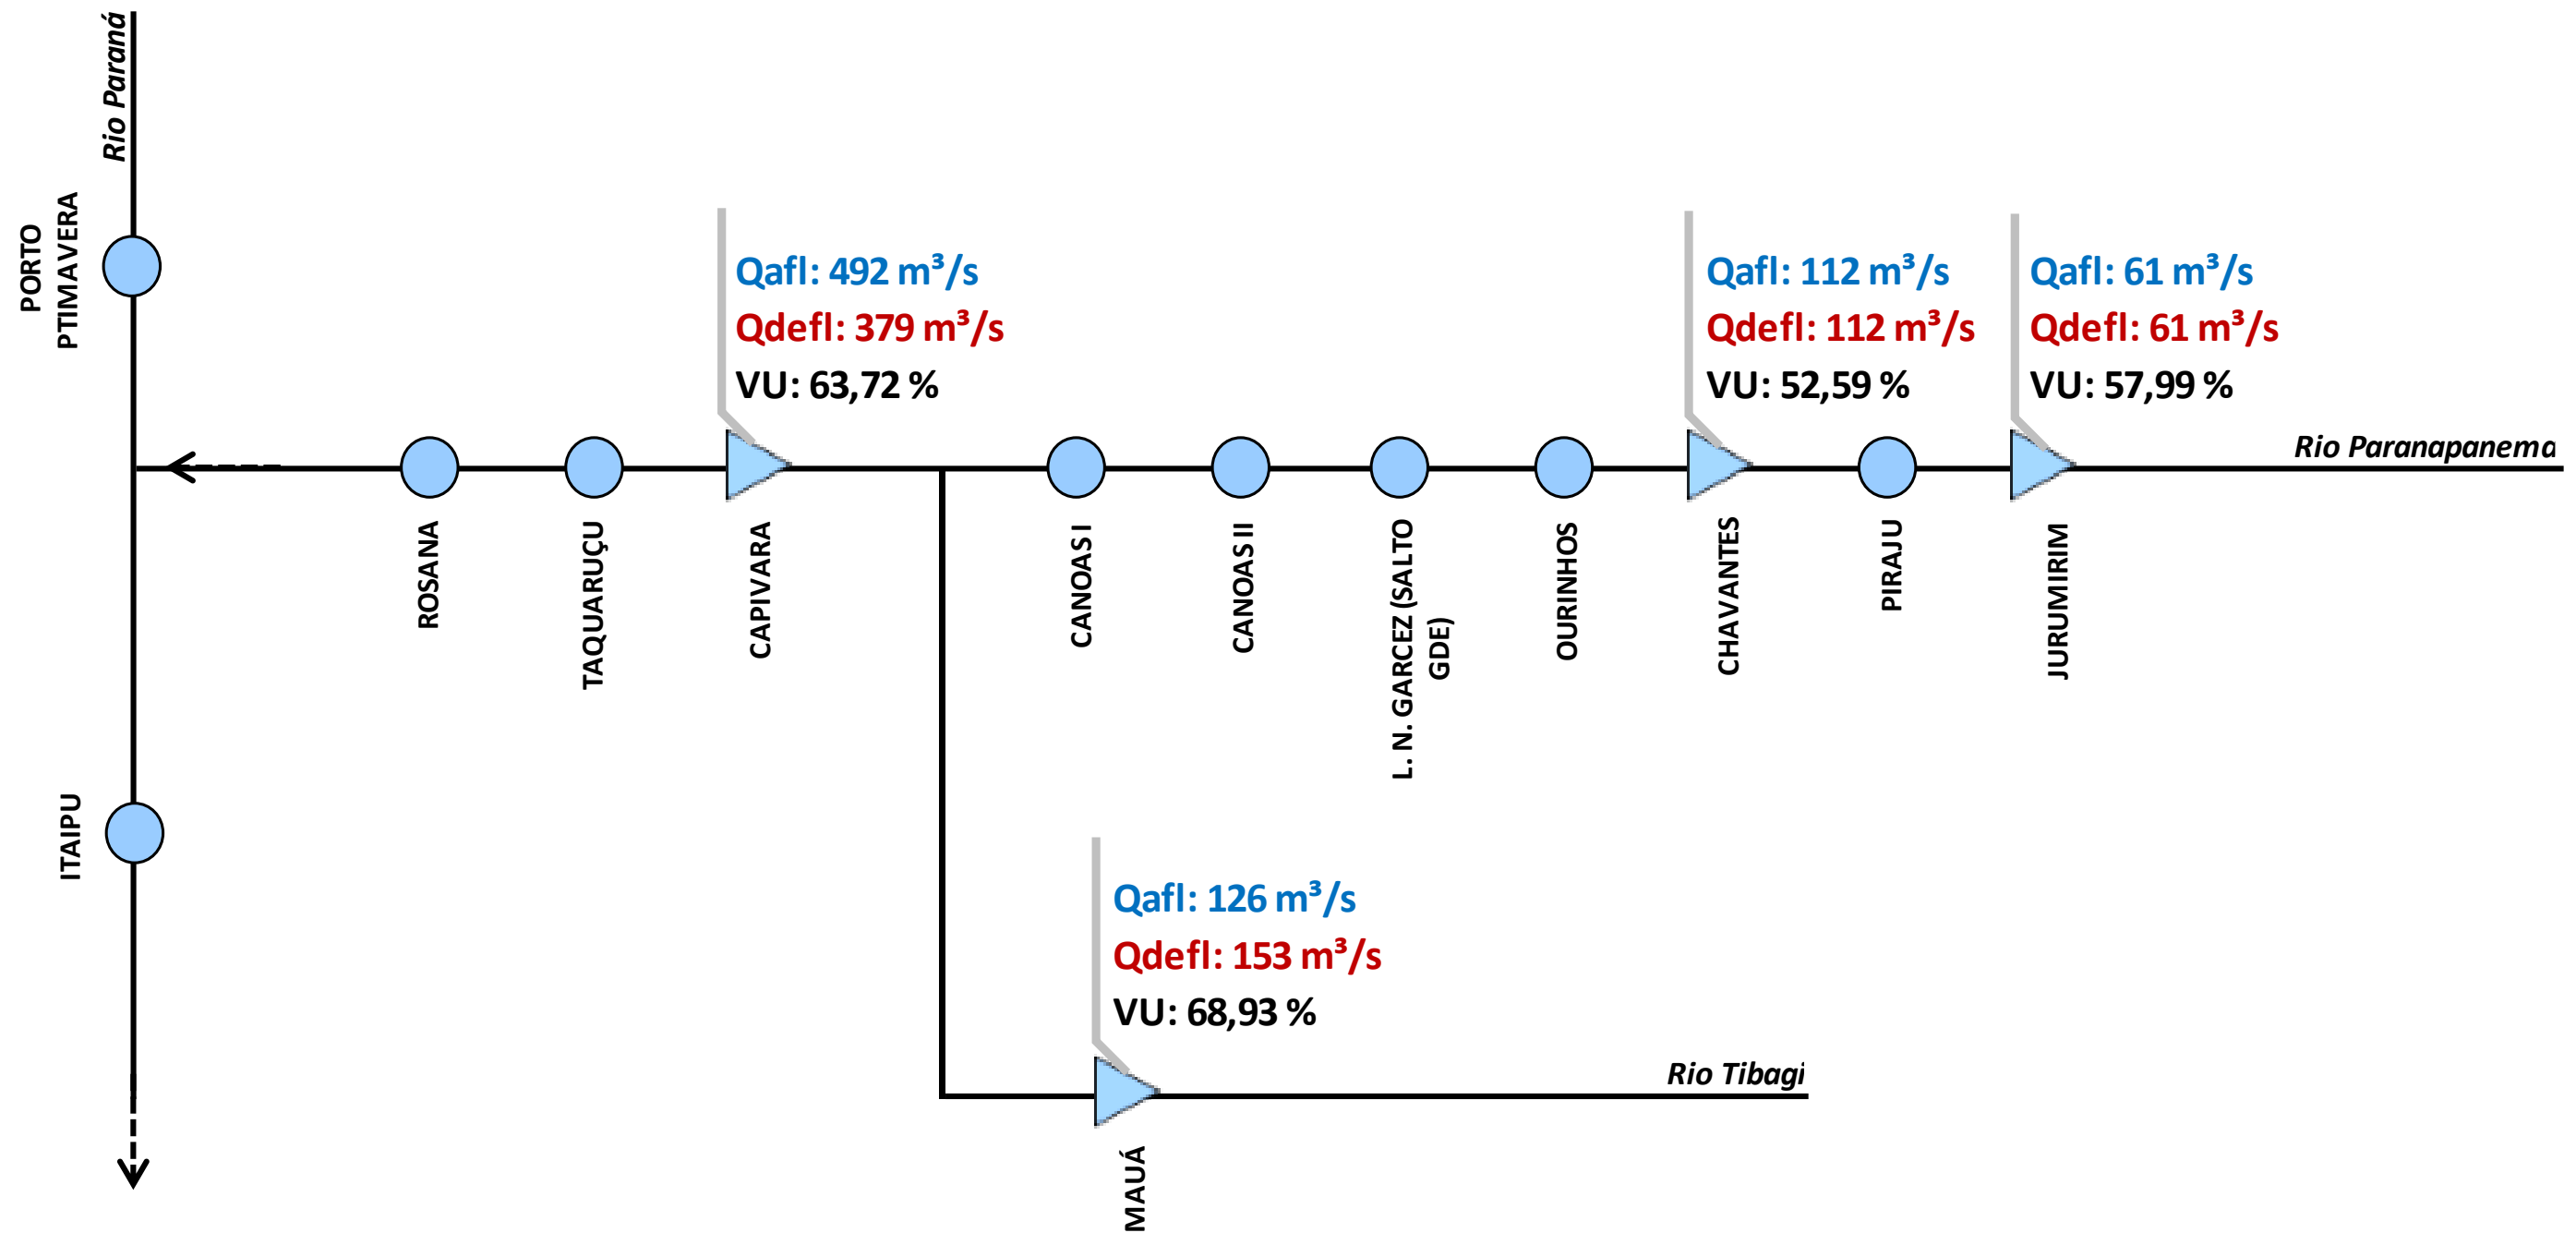 Rio Paraná
PORTO
PTIMAVERA
Qafl: 492 m³/s
Qdefl: 379 m³/s
VU: 63,72 %
Qafl: 112 m³/s
Qdefl: 112 m³/s
VU: 52,59 %
Qafl: 61 m³/s
Qdefl: 61 m³/s
VU: 57,99 %
Rio Paranapanema
ROSANA
TAQUARUÇU
CAPIVARA
CANOAS I
CANOAS II
L. N. GARCEZ (SALTO
GDE)
OURINHOS
CHAVANTES
PIRAJU
JURUMIRIM
ITAIPU
Qafl: 126 m³/s
Qdefl: 153 m³/s
VU: 68,93 %
Rio Tibagi
MAUÁ